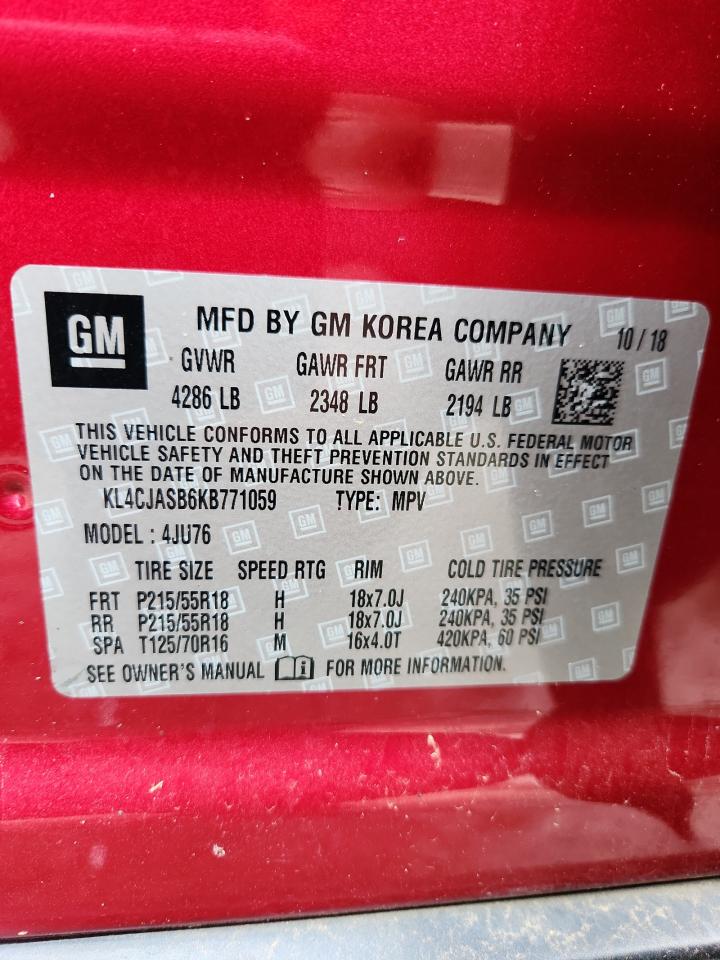 GM
MFD BY GM KOREA COMPANY 10 / 18
GVWR GAWR FRT GAWR RR
4286 LB 2348 LB 2194 LB
THIS VEHICLE CONFORMS TO ALL APPLICABLE U.S. FEDERAL MOTOR
VEHICLE SAFETY AND THEFT PREVENTION STANDARDS IN EFFECT
ON THE DATE OF MANUFACTURE SHOWN ABOVE.
KL4CJASB6KB771059 TYPE: MPV
MODEL : 4JU76
TIRE SIZE SPEED RTG RIM COLD TIRE PRESSURE
FRT P215/55R18 H 18x7.0J 240KPA, 35 PSI
RR P215/55R18 H 18x7.0J 240KPA, 35 PSI
SPA T125/70R16 M 16x4.0T 420KPA, 60 PSI
SEE OWNER'S MANUAL i FOR MORE INFORMATION.